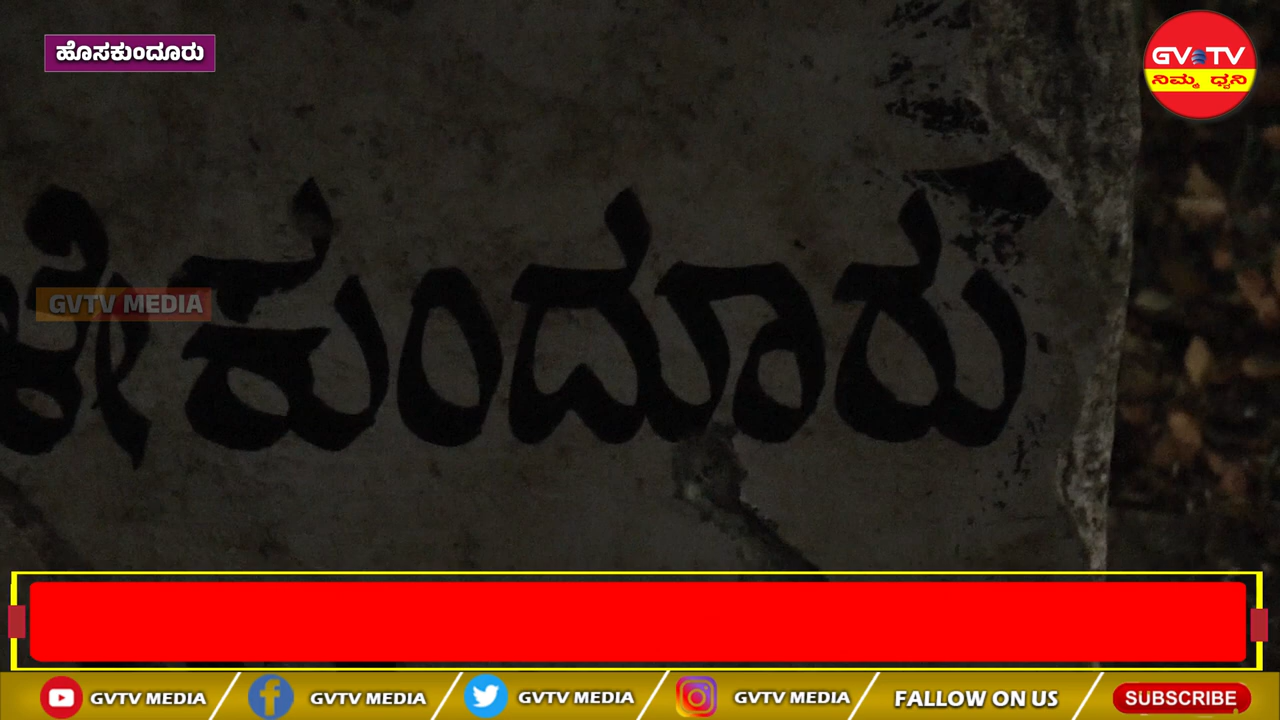 ಹೊಸಕುಂದೂರು
GVTV
ನಿಮ್ಮ ಧ್ವನಿ
ಳೇಕುಂದೂರು
GVTV MEDIA
GVTV MEDIA GVTV MEDIA GVTV MEDIA GVTV MEDIA FALLOW ON US SUBSCRIBE